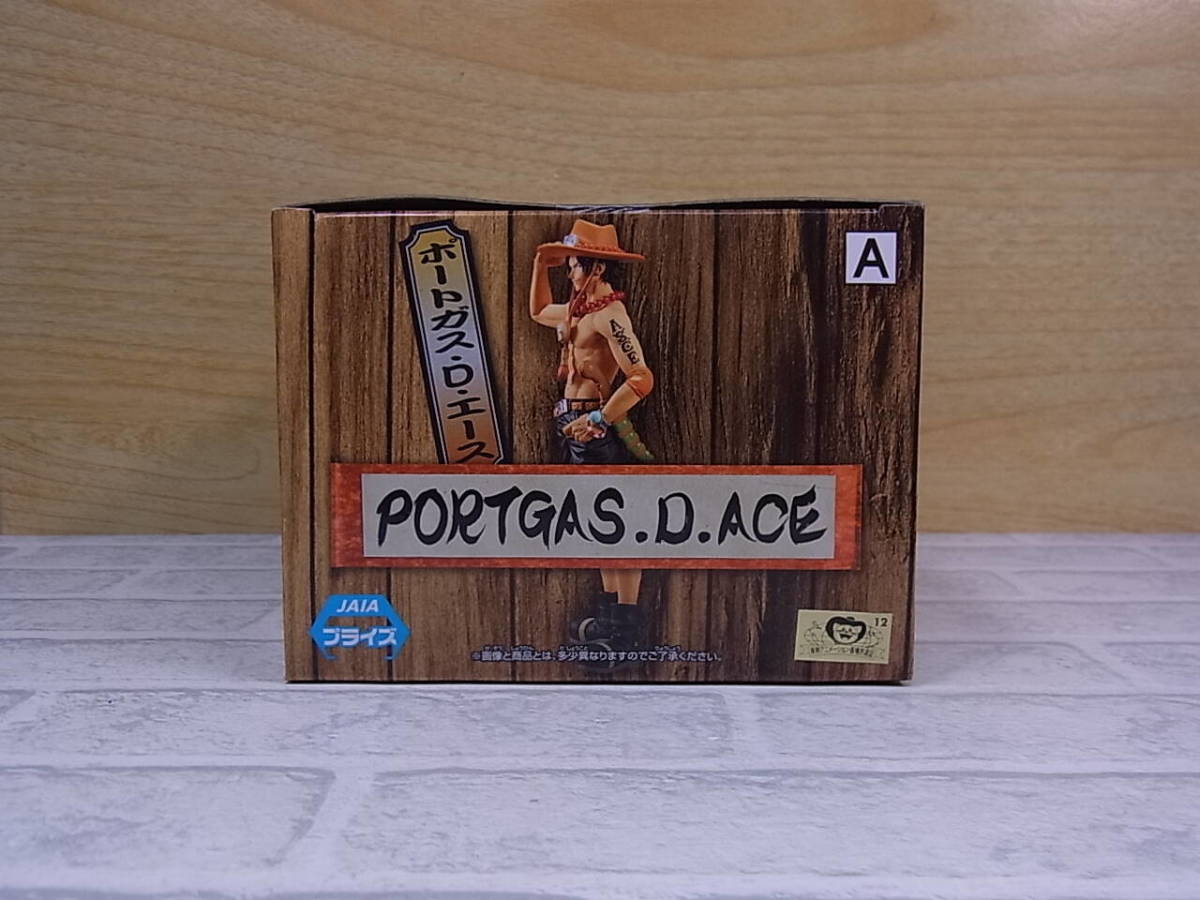 ポートガス・D・エース
A
PORTGAS.D.ACE
JAIA
プライズ
※画像と商品とは、多少異なりますのでご了承ください。
12